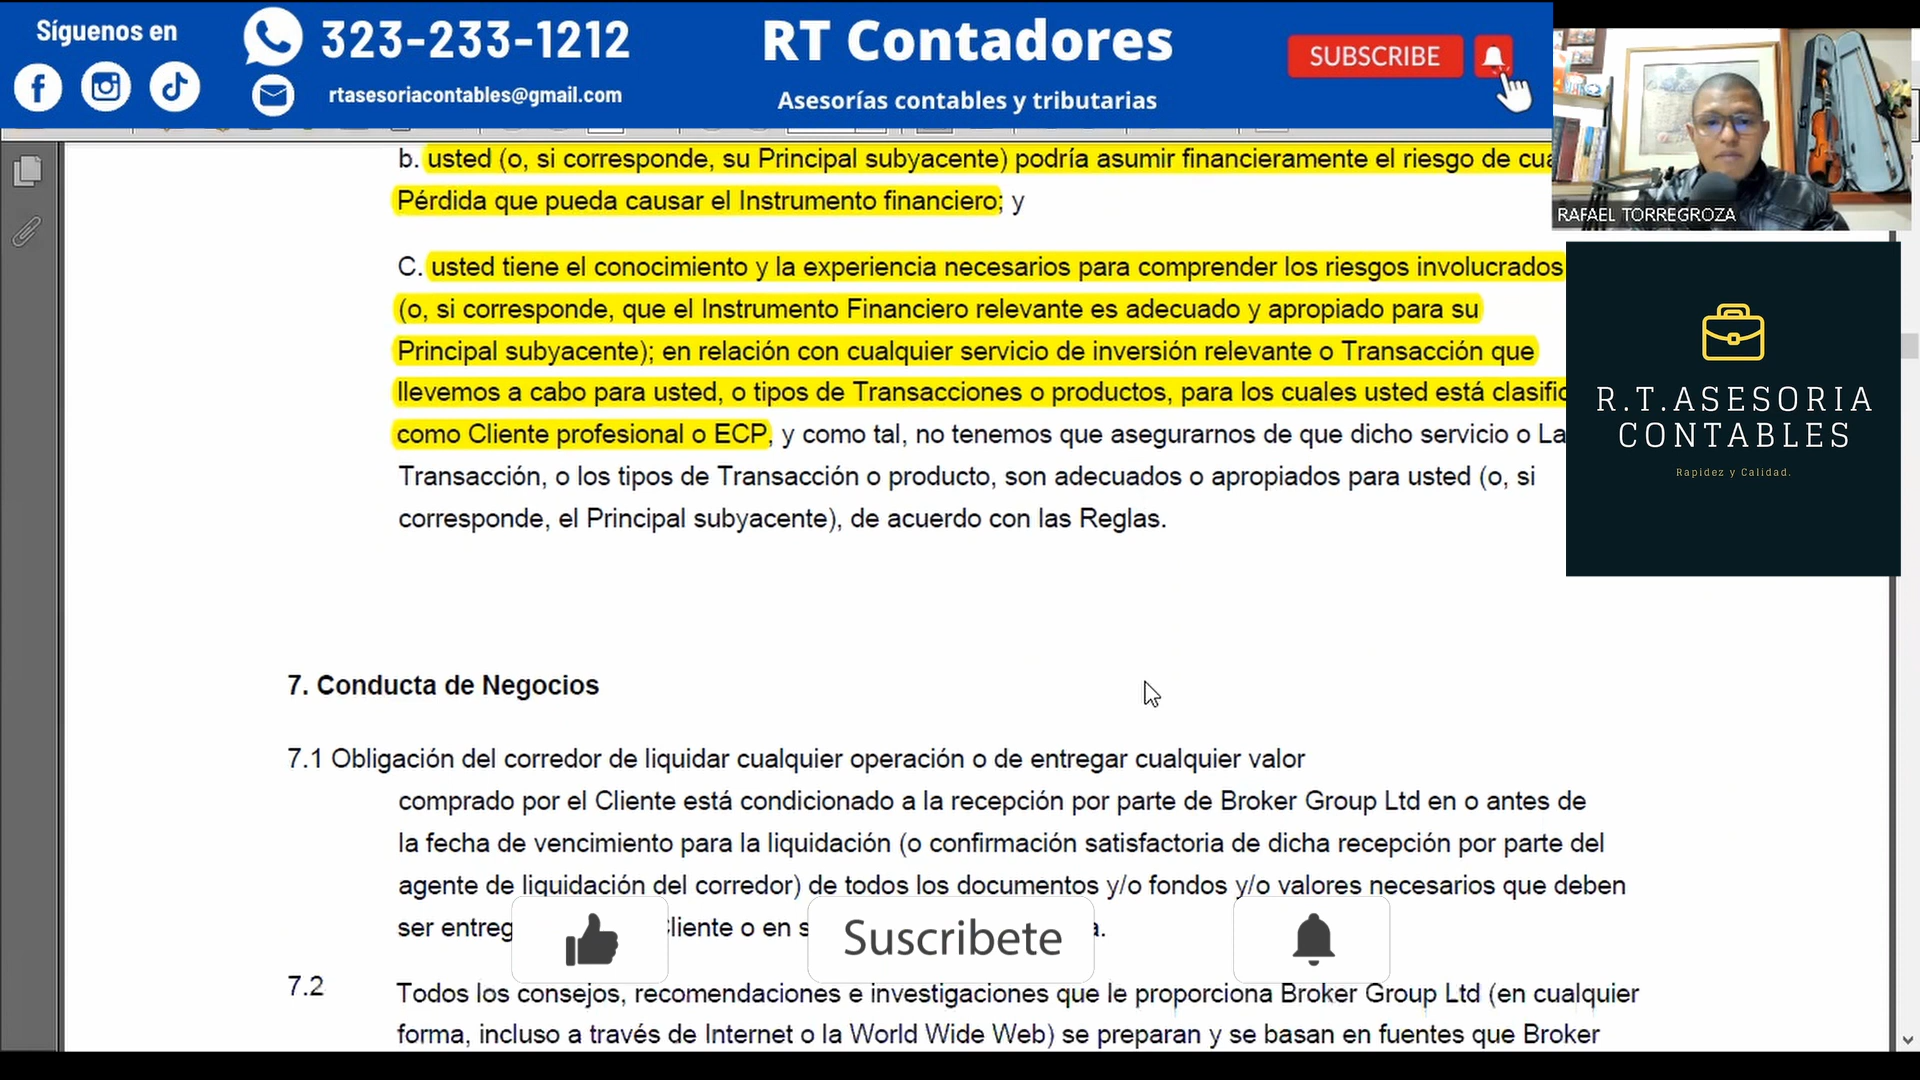 Síguenos en
323-233-1212
rtasesoriacontables@gmail.com
RT Contadores
Asesorías contables y tributarias
SUBSCRIBE
RAFAEL TORREGROZA
R.T.ASESORIA
CONTABLES
Rapidez y Calidad.
b. usted (o, si corresponde, su Principal subyacente) podría asumir financieramente el riesgo de
Pérdida que pueda causar el Instrumento financiero; y
C. usted tiene el conocimiento y la experiencia necesarios para comprender los riesgos involucrados
(o, si corresponde, que el Instrumento Financiero relevante es adecuado y apropiado para su
Principal subyacente); en relación con cualquier servicio de inversión relevante o Transacción que
llevemos a cabo para usted, o tipos de Transacciones o productos, para los cuales usted está
como Cliente profesional o ECP, y como tal, no tenemos que asegurarnos de que dicho servicio o La
Transacción, o los tipos de Transacción o producto, son adecuados o apropiados para usted (o, si
corresponde, el Principal subyacente), de acuerdo con las Reglas.
7. Conducta de Negocios
7.1 Obligación del corredor de liquidar cualquier operación o de entregar cualquier valor
comprado por el Cliente está condicionado a la recepción por parte de Broker Group Ltd en o antes de
la fecha de vencimiento para la liquidación (o confirmación satisfactoria de dicha recepción por parte del
agente de liquidación del corredor) de todos los documentos y/o fondos y/o valores necesarios que deben
ser Cliente o en
Suscribete
7.2 Todos los consejos, recomendaciones e investigaciones que le proporciona Broker Group Ltd (en cualquier
forma, incluso a través de Internet o la World Wide Web) se preparan y se basan en fuentes que Broker